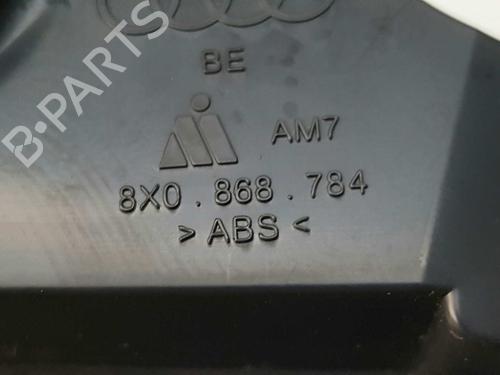 B-PARTS
BE
AM7
8X0 . 868 . 784
> ABS <